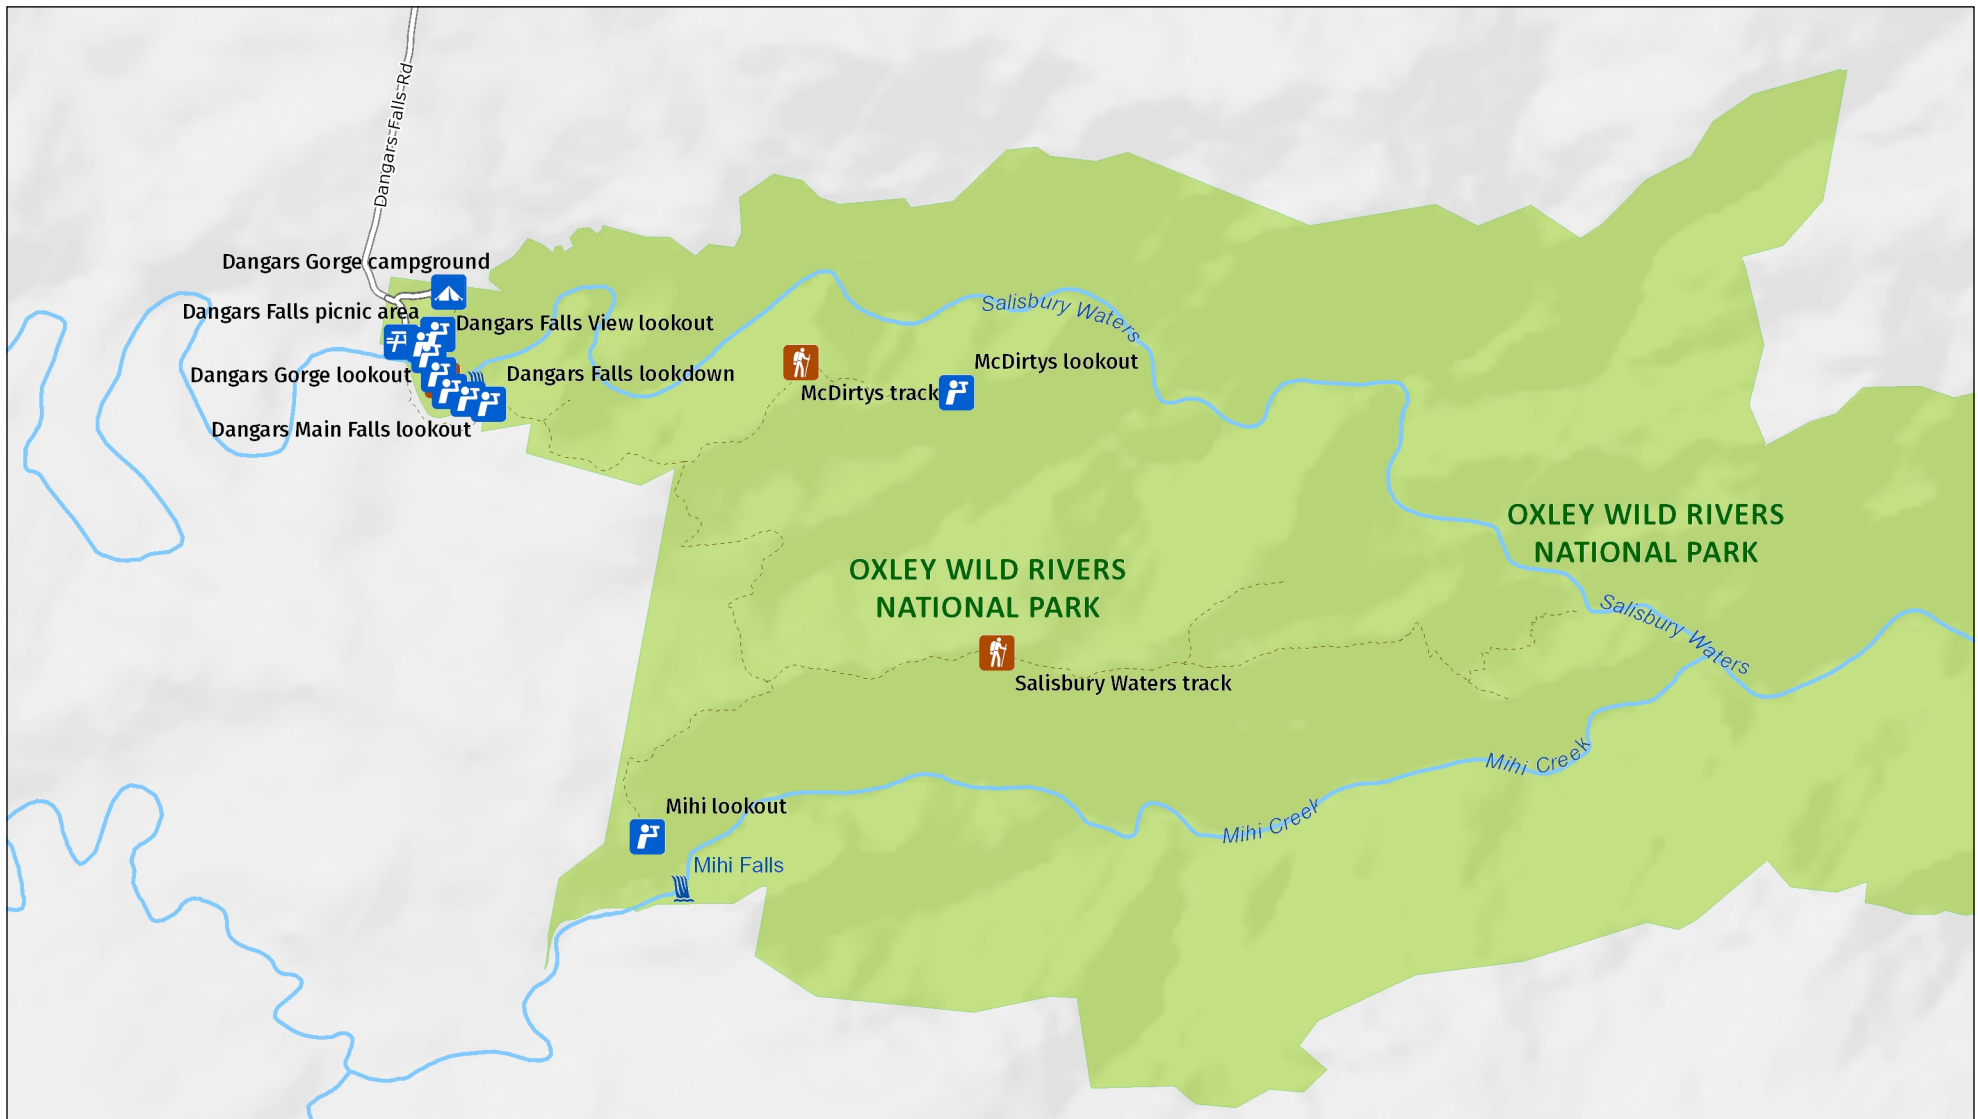 Dangars-Falls-Rd
Dangars Gorge campground
Dangars Falls picnic area
Dangars Falls View lookout
Dangars Gorge lookout
Dangars Falls lookdown
Dangars Main Falls lookout
Salisbury Waters
McDirtys lookout
McDirtys track
OXLEY WILD RIVERS
NATIONAL PARK
OXLEY WILD RIVERS
NATIONAL PARK
Salisbury Waters
Salisbury Waters track
Mihi Creek
Mihi Creek
Mihi lookout
Mihi Falls